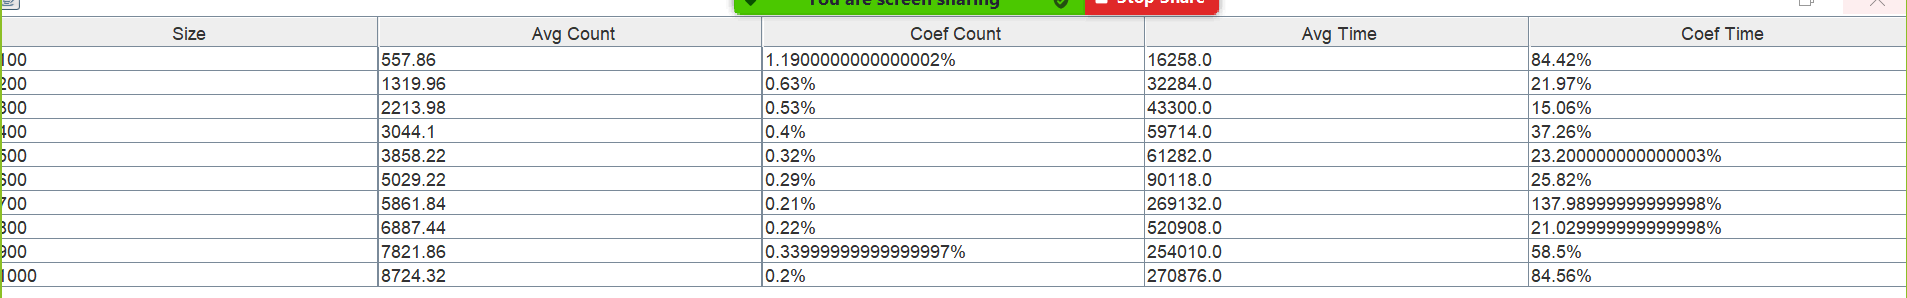 You are screen sharing Stop Share
Size Avg Count Coef Count Avg Time Coef Time
100 557.86 1.1900000000000002% 16258.0 84.42%
200 1319.96 0.63% 32284.0 21.97%
300 2213.98 0.53% 43300.0 15.06%
400 3044.1 0.4% 59714.0 37.26%
500 3858.22 0.32% 61282.0 23.200000000000003%
600 5029.22 0.29% 90118.0 25.82%
700 5861.84 0.21% 269132.0 137.98999999999998%
800 6887.44 0.22% 520908.0 21.029999999999998%
900 7821.86 0.33999999999999997% 254010.0 58.5%
1000 8724.32 0.2% 270876.0 84.56%